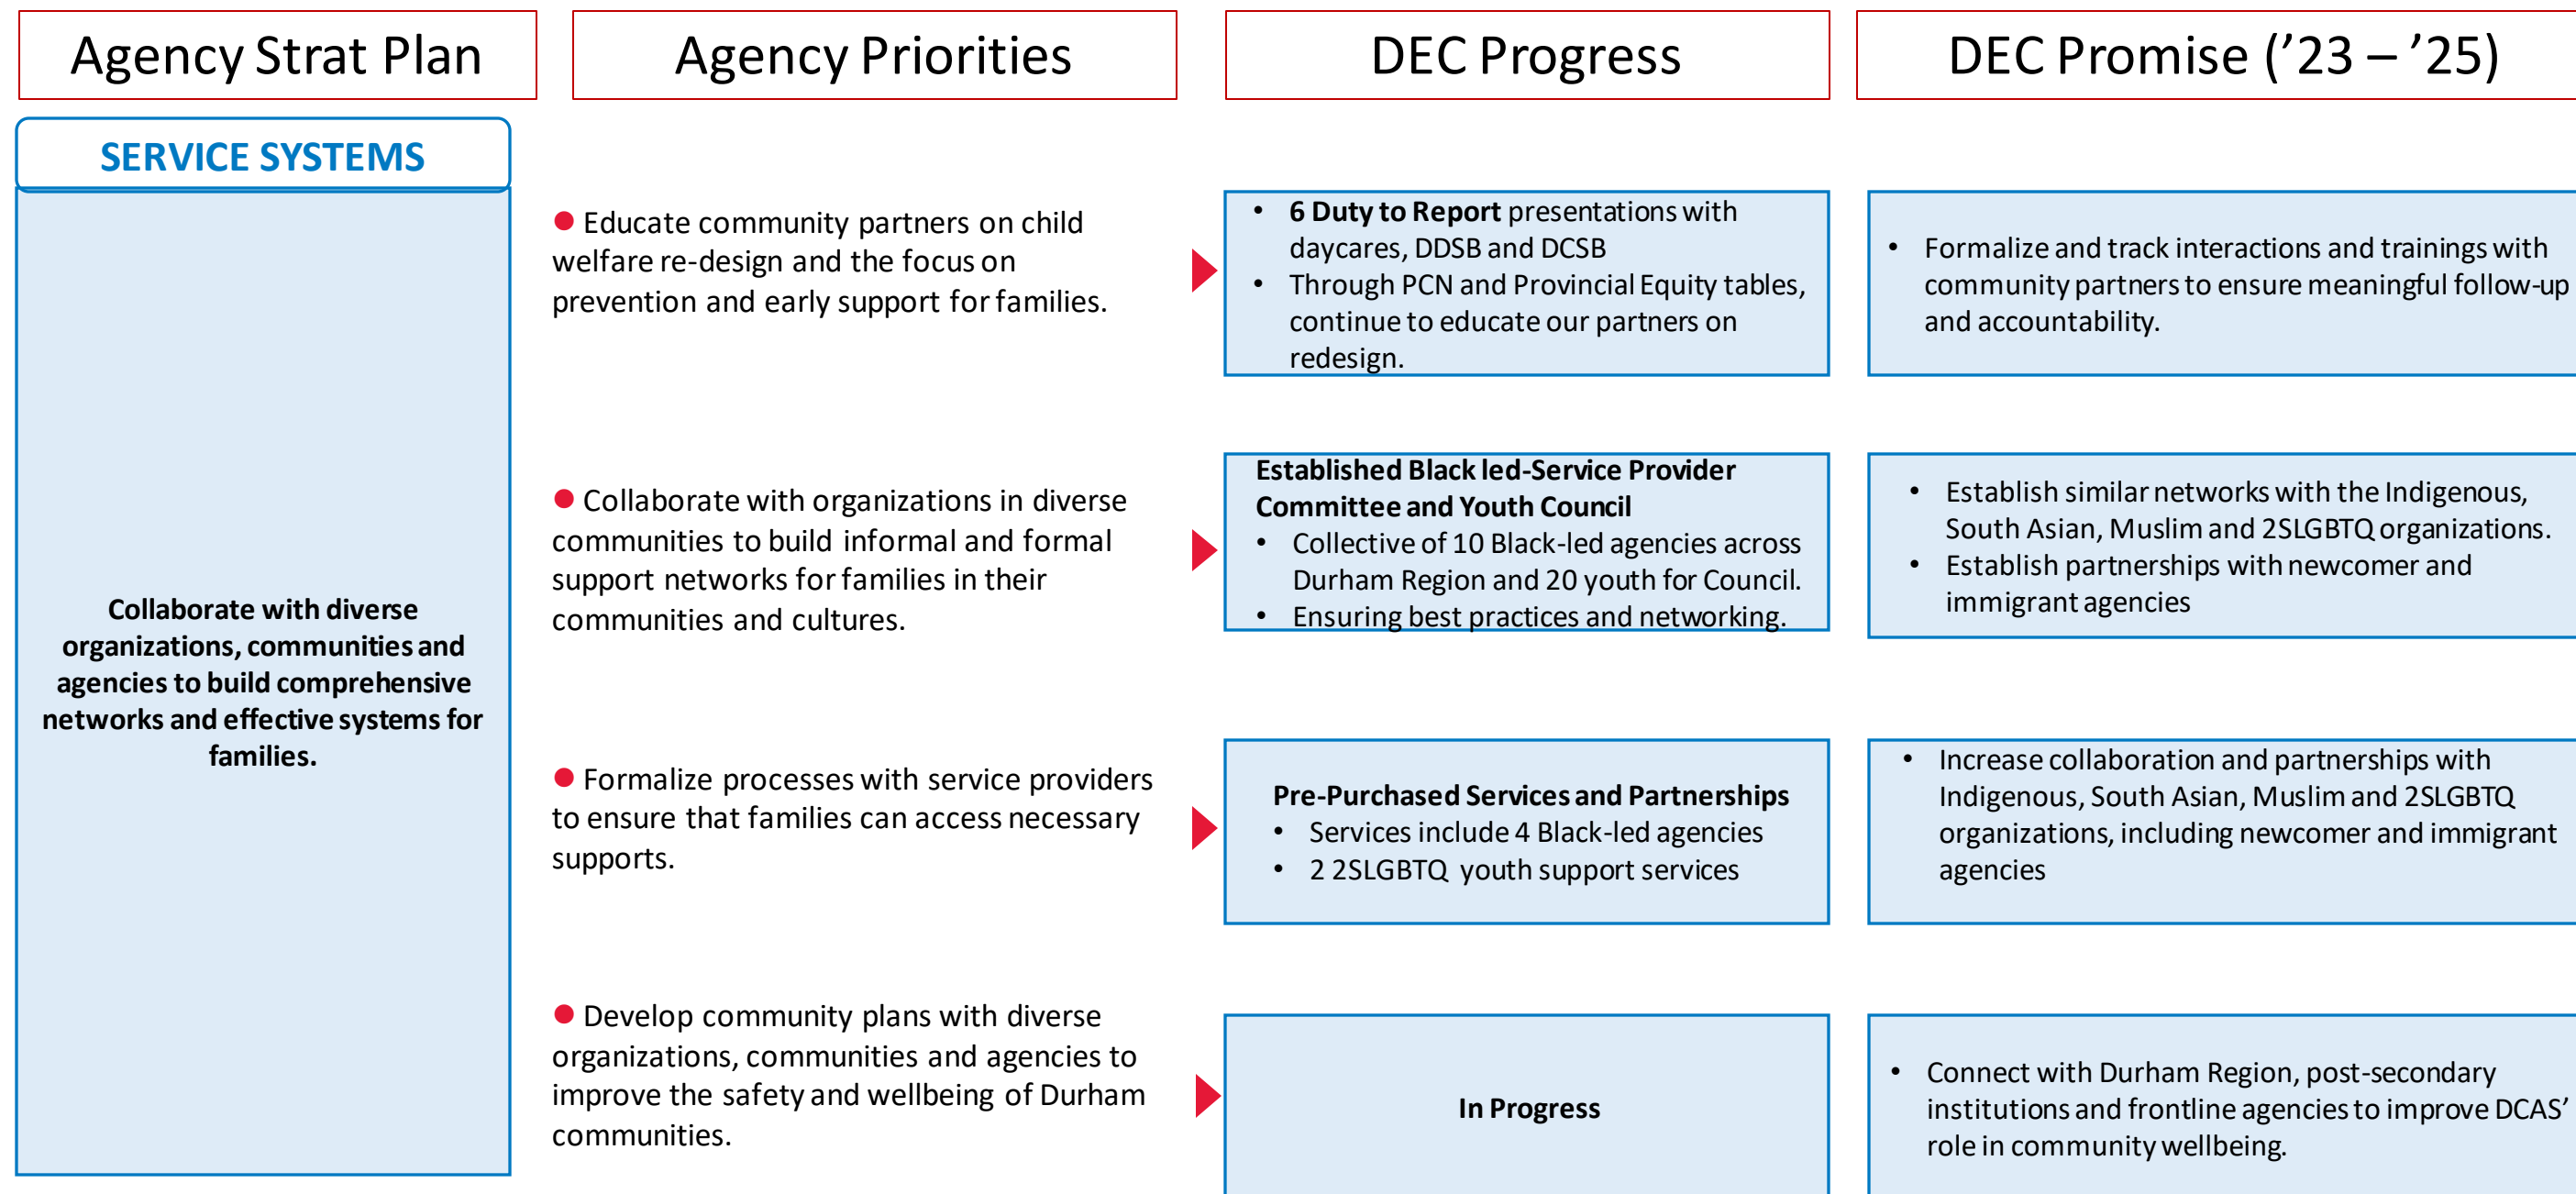 Agency Strat Plan
Agency Priorities
DEC Progress
DEC Promise (’23 – ’25)
SERVICE SYSTEMS
Collaborate with diverse
organizations, communities and
agencies to build comprehensive
networks and effective systems for
families.
● Educate community partners on child
welfare re-design and the focus on
prevention and early support for families.
• 6 Duty to Report presentations with
daycares, DDSB and DCSB
• Through PCN and Provincial Equity tables,
continue to educate our partners on
redesign.
• Formalize and track interactions and trainings with
community partners to ensure meaningful follow-up
and accountability.
● Collaborate with organizations in diverse
communities to build informal and formal
support networks for families in their
communities and cultures.
Established Black led-Service Provider
Committee and Youth Council
• Collective of 10 Black-led agencies across
Durham Region and 20 youth for Council.
• Ensuring best practices and networking.
• Establish similar networks with the Indigenous,
South Asian, Muslim and 2SLGBTQ organizations.
• Establish partnerships with newcomer and
immigrant agencies
● Formalize processes with service providers
to ensure that families can access necessary
supports.
Pre-Purchased Services and Partnerships
• Services include 4 Black-led agencies
• 2 2SLGBTQ youth support services
• Increase collaboration and partnerships with
Indigenous, South Asian, Muslim and 2SLGBTQ
organizations, including newcomer and immigrant
agencies
● Develop community plans with diverse
organizations, communities and agencies to
improve the safety and wellbeing of Durham
communities.
In Progress
• Connect with Durham Region, post-secondary
institutions and frontline agencies to improve DCAS’
role in community wellbeing.